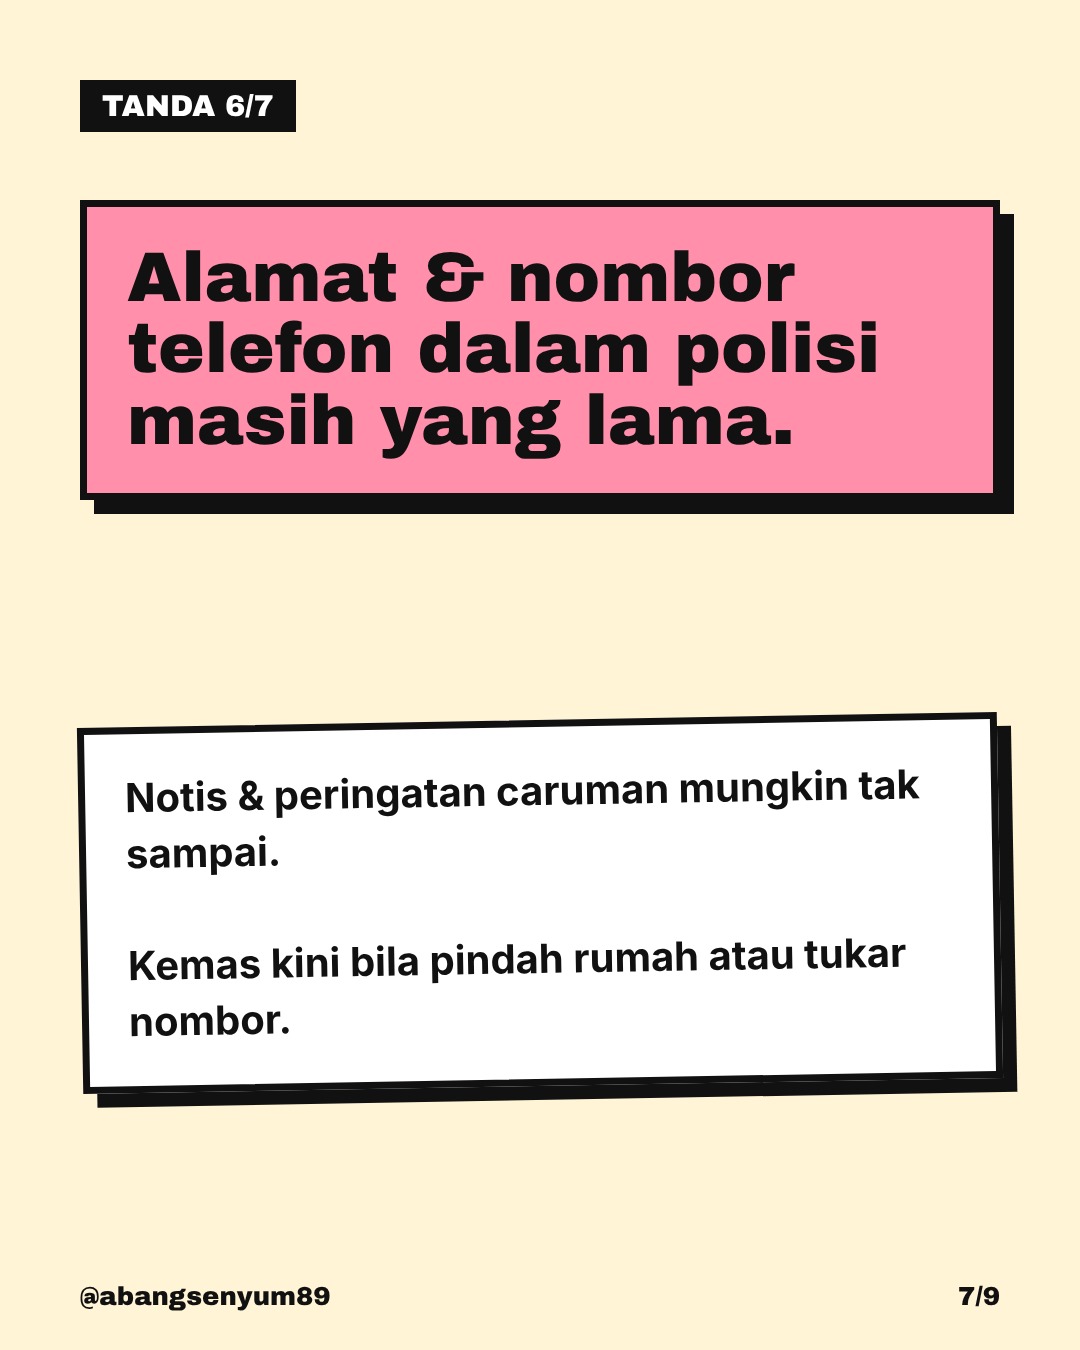 TANDA 6/7
Alamat & nombor
telefon dalam polisi
masih yang lama.
Notis & peringatan caruman mungkin tak
sampai.
Kemas kini bila pindah rumah atau tukar
nombor.
@abangsenyum89
7/9